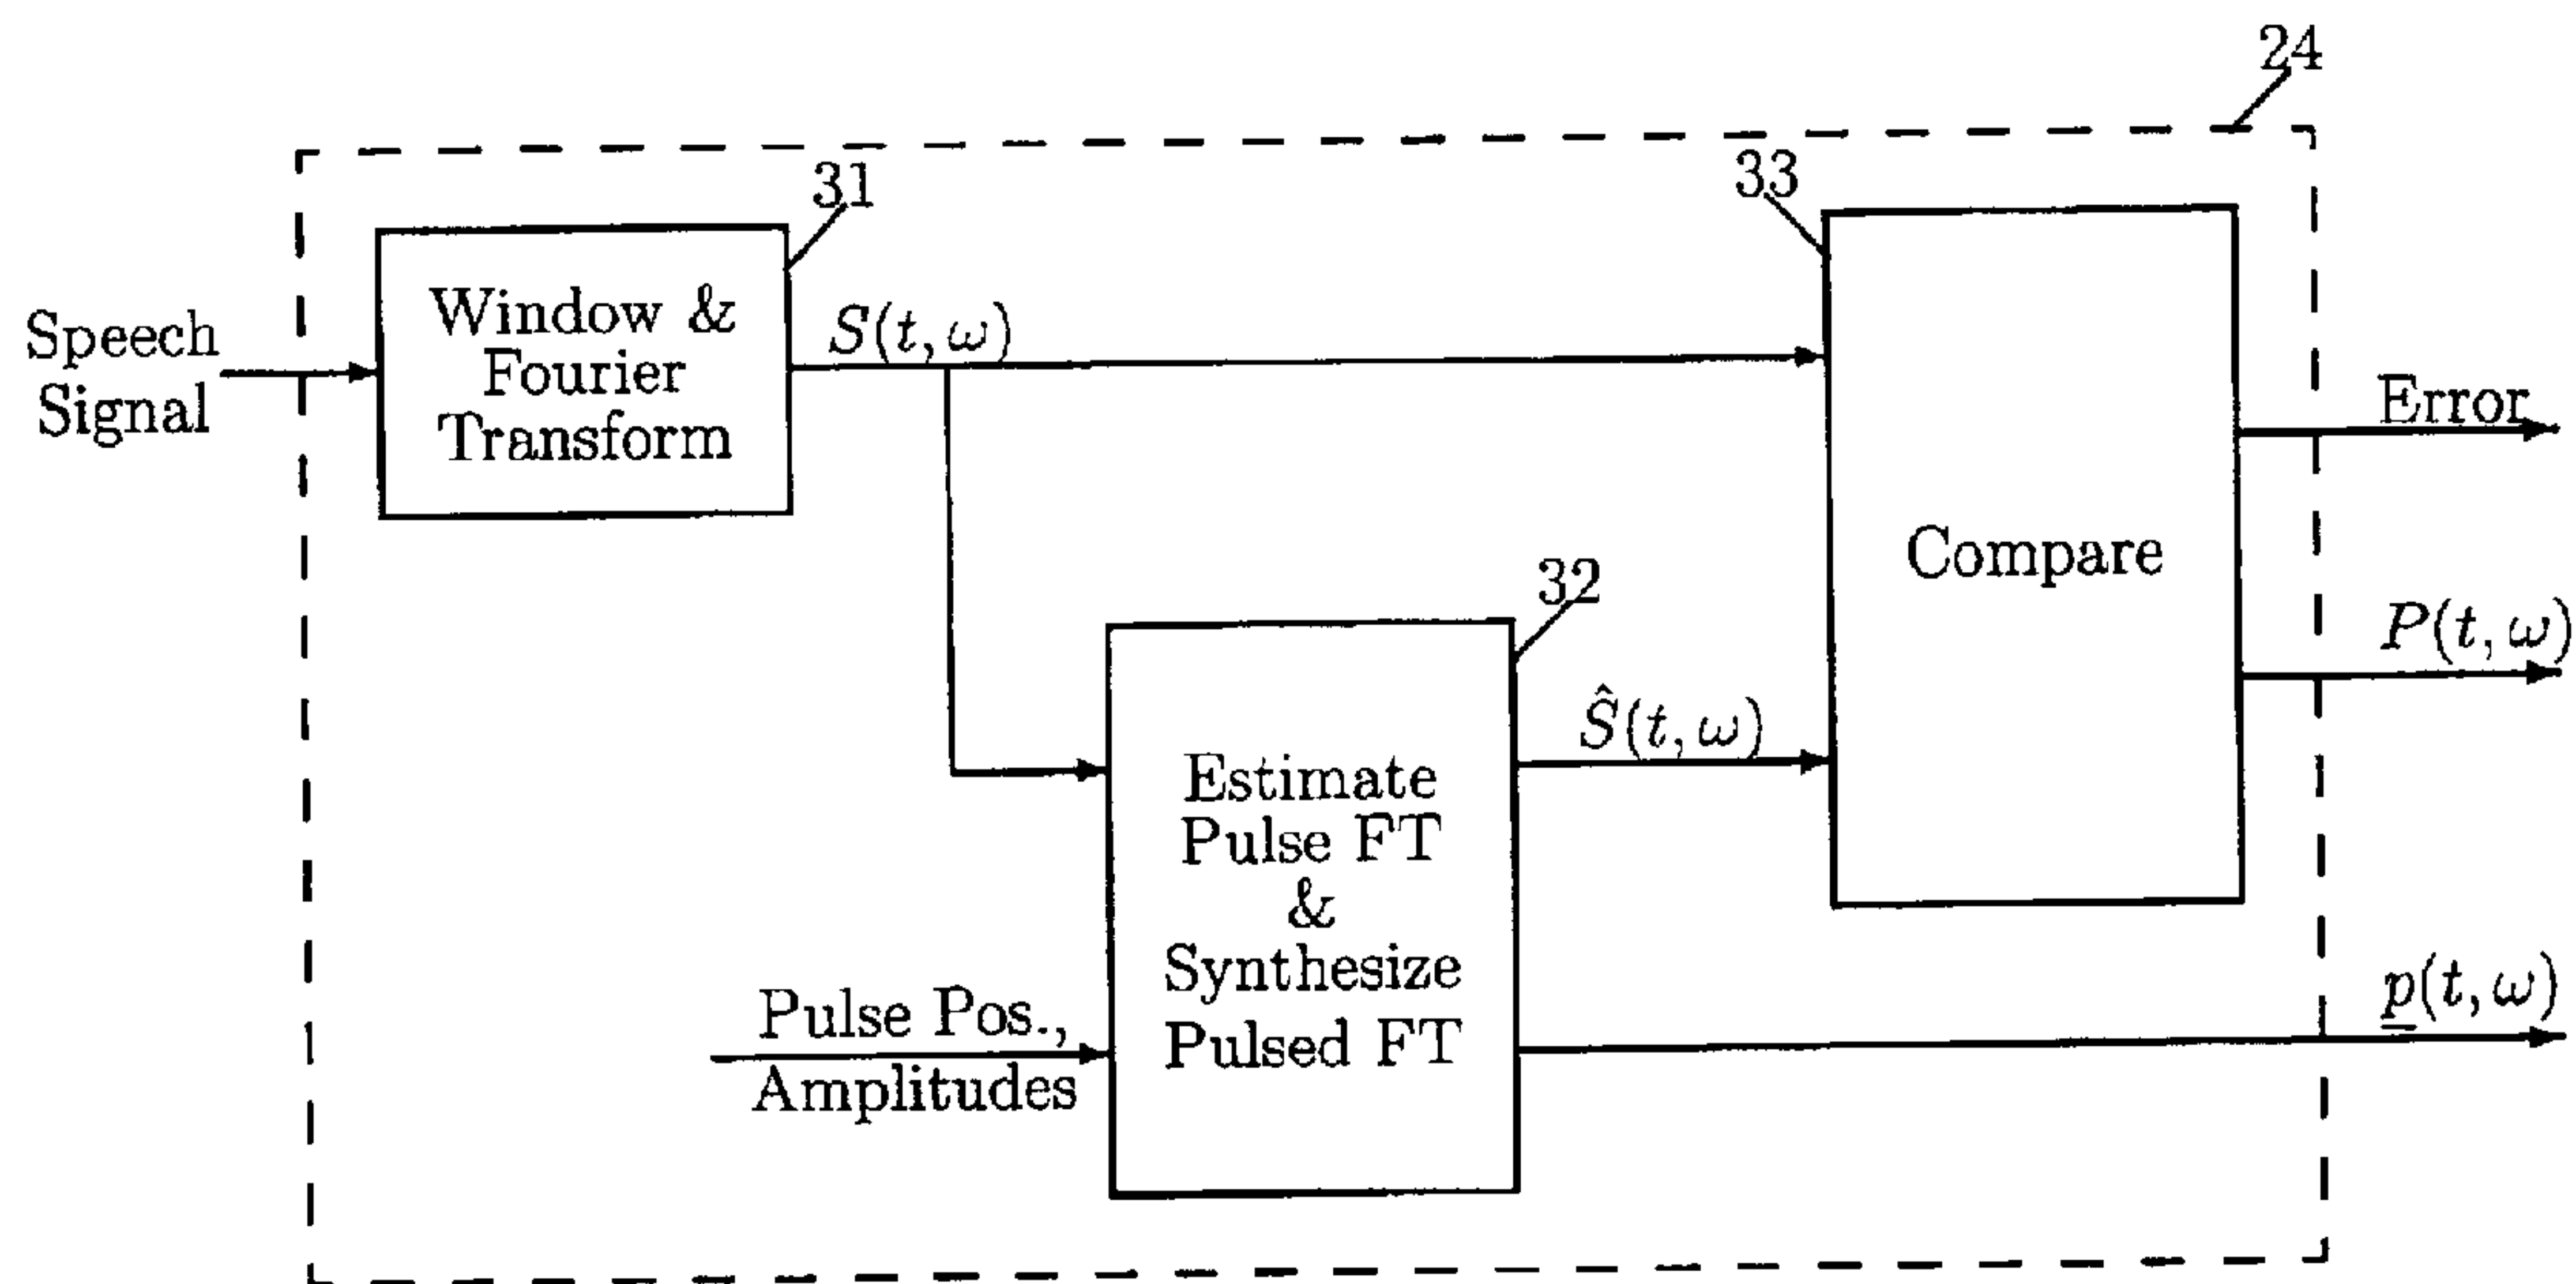 24
31
33
Window &
Fourier
Transform
Speech
Signal
S(t, ω)
Error
Compare
32
P(t, ω)
Ŝ(t, ω)
Estimate
Pulse FT
&
Synthesize
Pulsed FT
Pulse Pos.,
Amplitudes
p(t, ω)